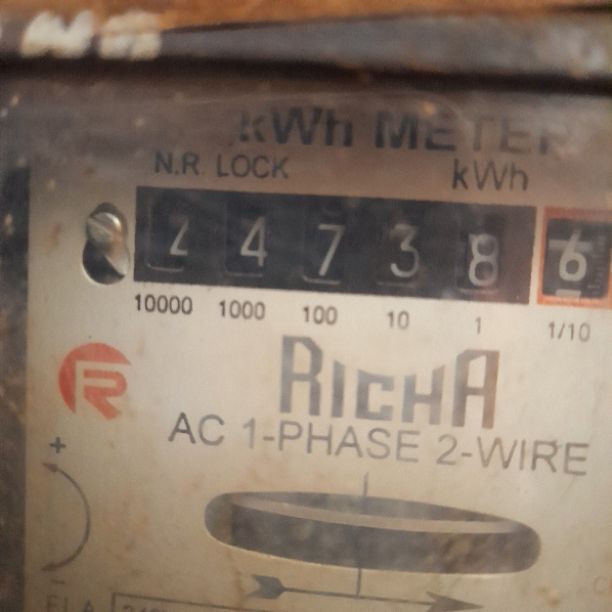 kWh METER
N.R. LOCK kWh
2 4 7 3 8 6
10000 1000 100 10 1 1/10
RICHA
R
AC 1-PHASE 2-WIRE
+
-